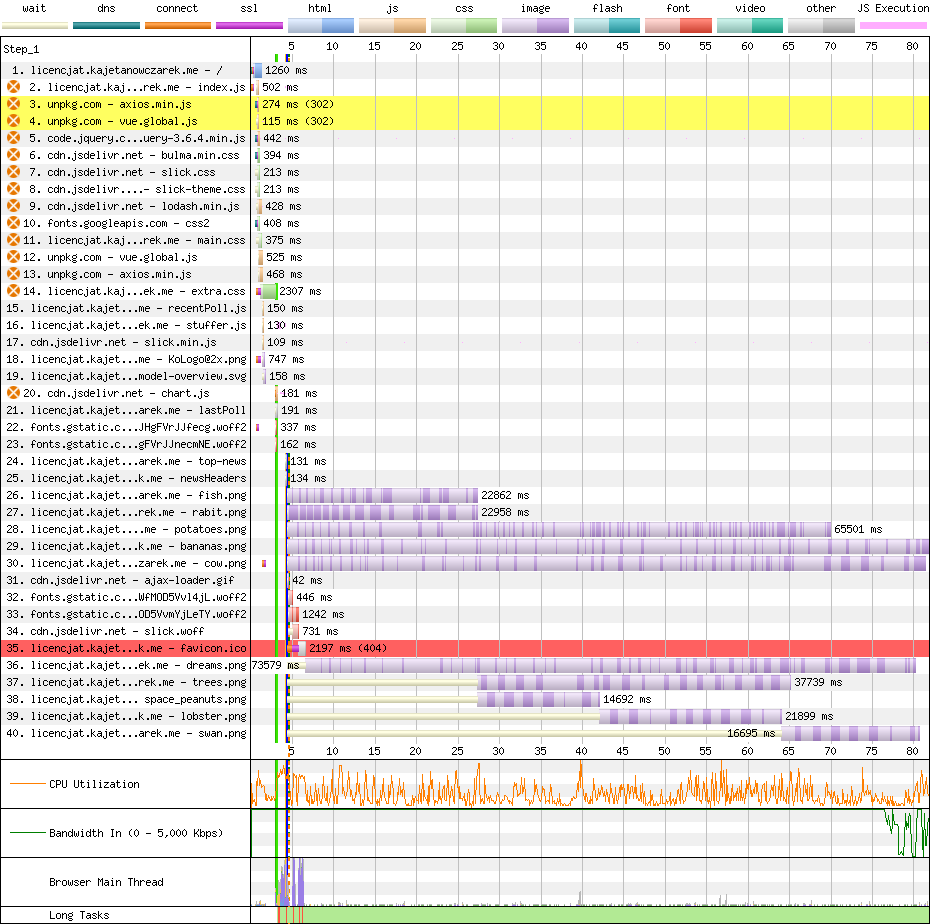 wait dns connect ssl html js css image flash font video other JS Execution
Step_1 5 10 15 20 25 30 35 40 45 50 55 60 65 70 75 80
1. licencjat.kajetanowczarek.me - / 1260 ms
2. licencjat.kaj...rek.me - index.js 502 ms
3. unpkg.com - axios.min.js 274 ms (302)
4. unpkg.com - vue.global.js 115 ms (302)
5. code.jquery.c...uery-3.6.4.min.js 442 ms
6. cdn.jsdelivr.net - bulma.min.css 394 ms
7. cdn.jsdelivr.net - slick.css 213 ms
8. cdn.jsdelivr....- slick-theme.css 213 ms
9. cdn.jsdelivr.net - lodash.min.js 428 ms
10. fonts.googleapis.com - css2 408 ms
11. licencjat.kaj...rek.me - main.css 375 ms
12. unpkg.com - vue.global.js 525 ms
13. unpkg.com - axios.min.js 468 ms
14. licencjat.kaj...ek.me - extra.css 2307 ms
15. licencjat.kajet...me - recentPoll.js 150 ms
16. licencjat.kajet...ek.me - stuffer.js 130 ms
17. cdn.jsdelivr.net - slick.min.js 109 ms
18. licencjat.kajet...me - KoLogo@2x.png 747 ms
19. licencjat.kajet...model-overview.svg 158 ms
20. cdn.jsdelivr.net - chart.js 181 ms
21. licencjat.kajet...arek.me - lastPoll 191 ms
22. fonts.gstatic.c...JHgFVrJJfecg.woff2 337 ms
23. fonts.gstatic.c...gFVrJJnecmNE.woff2 162 ms
24. licencjat.kajet...arek.me - top-news 131 ms
25. licencjat.kajet...k.me - newsHeaders 134 ms
26. licencjat.kajet...arek.me - fish.png 22862 ms
27. licencjat.kajet...rek.me - rabit.png 22958 ms
28. licencjat.kajet....me - potatoes.png 65501 ms
29. licencjat.kajet...k.me - bananas.png
30. licencjat.kajet...zarek.me - cow.png
31. cdn.jsdelivr.net - ajax-loader.gif 42 ms
32. fonts.gstatic.c...WfMOD5Vvl4jL.woff2 446 ms
33. fonts.gstatic.c...OD5VvmYjLeTY.woff2 1242 ms
34. cdn.jsdelivr.net - slick.woff 731 ms
35. licencjat.kajet...k.me - favicon.ico 2197 ms (404)
36. licencjat.kajet...ek.me - dreams.png 73579 ms
37. licencjat.kajet...rek.me - trees.png 37739 ms
38. licencjat.kajet... space_peanuts.png 14692 ms
39. licencjat.kajet...k.me - lobster.png 21899 ms
40. licencjat.kajet...arek.me - swan.png 16695 ms
5 10 15 20 25 30 35 40 45 50 55 60 65 70 75 80
CPU Utilization
Bandwidth In (0 - 5,000 Kbps)
Browser Main Thread
Long Tasks